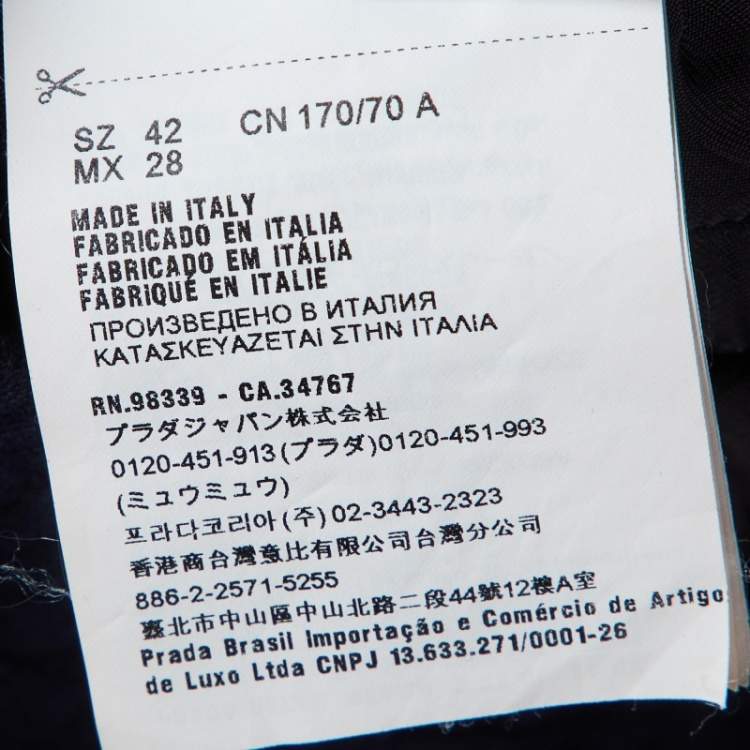 SZ 42 CN 170/70 A
MX 28
MADE IN ITALY
FABRICADO EN ITALIA
FABRICADO EM ITÁLIA
FABRIQUÉ EN ITALIE
ПРОИЗВЕДЕНО В ИТАЛИЯ
ΚΑΤΑΣΚΕΥΑΖΕΤΑΙ ΣΤΗΝ ΙΤΑΛΙΑ
RN.98339 - CA.34767
プラダジャパン株式会社
0120-451-913(プラダ)0120-451-993
(ミュウミュウ)
프라다코리아(주)02-3443-2323
香港商台灣意比有限公司台灣分公司
886-2-2571-5255
臺北市中山區中山北路二段44號12樓A室
Prada Brasil Importação e Comércio de Artigo
de Luxo Ltda CNPJ 13.633.271/0001-26